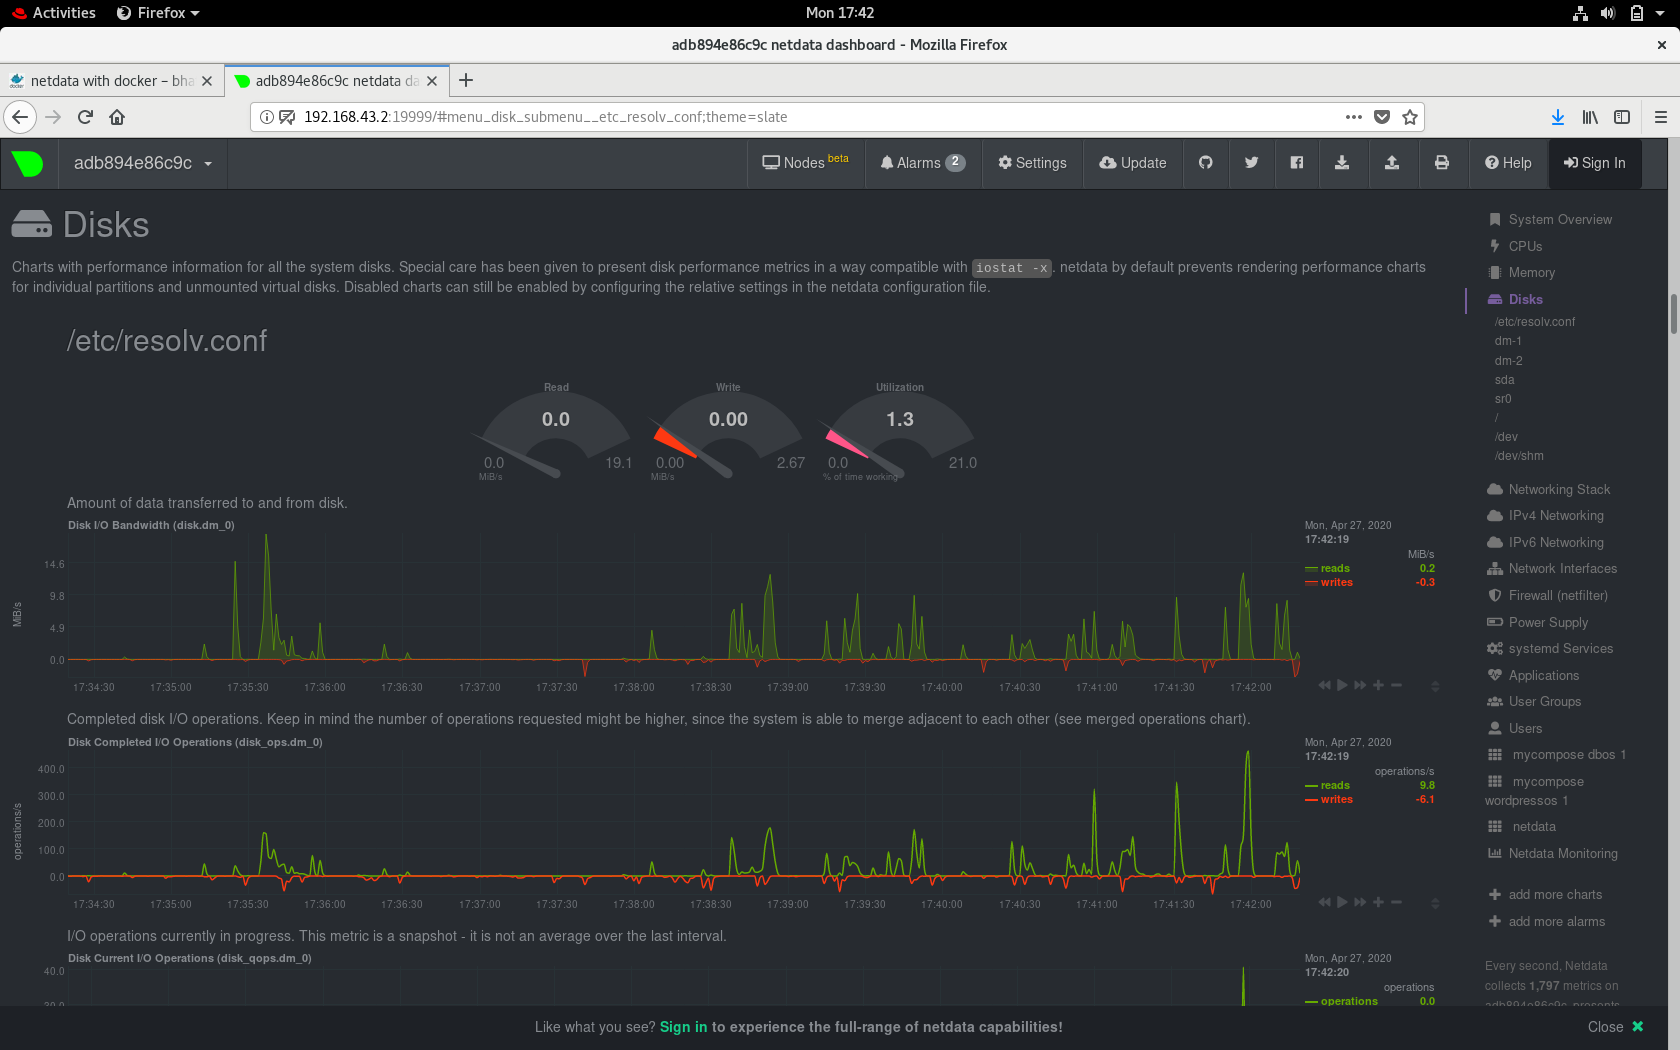 Activities Firefox Mon 17:42
adb894e86c9c netdata dashboard - Mozilla Firefox
netdata with docker – bha adb894e86c9c netdata da
192.168.43.2:19999/#menu_disk_submenu__etc_resolv_conf;theme=slate
adb894e86c9c Nodes beta Alarms 2 Settings Update Help Sign In
Disks
Charts with performance information for all the system disks. Special care has been given to present disk performance metrics in a way compatible with iostat -x. netdata by default prevents rendering performance charts
for individual partitions and unmounted virtual disks. Disabled charts can still be enabled by configuring the relative settings in the netdata configuration file.
/etc/resolv.conf
Read Write Utilization
0.0 0.00 1.3
0.0 19.1 0.00 2.67 0.0 21.0
MiB/s MiB/s % of time working
Amount of data transferred to and from disk.
Disk I/O Bandwidth (disk.dm_0)
Mon, Apr 27, 2020
17:42:19
MiB/s
reads 0.2
writes -0.3
MiB/s
14.6
9.8
4.9
0.0
17:34:30 17:35:00 17:35:30 17:36:00 17:36:30 17:37:00 17:37:30 17:38:00 17:38:30 17:39:00 17:39:30 17:40:00 17:40:30 17:41:00 17:41:30 17:42:00
Completed disk I/O operations. Keep in mind the number of operations requested might be higher, since the system is able to merge adjacent to each other (see merged operations chart).
Disk Completed I/O Operations (disk_ops.dm_0)
Mon, Apr 27, 2020
17:42:19
operations/s
reads 9.8
writes -6.1
operations/s
400.0
300.0
200.0
100.0
0.0
17:34:30 17:35:00 17:35:30 17:36:00 17:36:30 17:37:00 17:37:30 17:38:00 17:38:30 17:39:00 17:39:30 17:40:00 17:40:30 17:41:00 17:41:30 17:42:00
I/O operations currently in progress. This metric is a snapshot - it is not an average over the last interval.
Disk Current I/O Operations (disk_qops.dm_0)
Mon, Apr 27, 2020
17:42:20
operations
operations 0.0
40.0
30.0
System Overview
CPUs
Memory
Disks
/etc/resolv.conf
dm-1
dm-2
sda
sr0
/
/dev
/dev/shm
Networking Stack
IPv4 Networking
IPv6 Networking
Network Interfaces
Firewall (netfilter)
Power Supply
systemd Services
Applications
User Groups
Users
mycompose dbos 1
mycompose
wordpressos 1
netdata
Netdata Monitoring
add more charts
add more alarms
Every second, Netdata
collects 1,797 metrics on
adb894e86c9c, presents
Like what you see? Sign in to experience the full-range of netdata capabilities!
Close